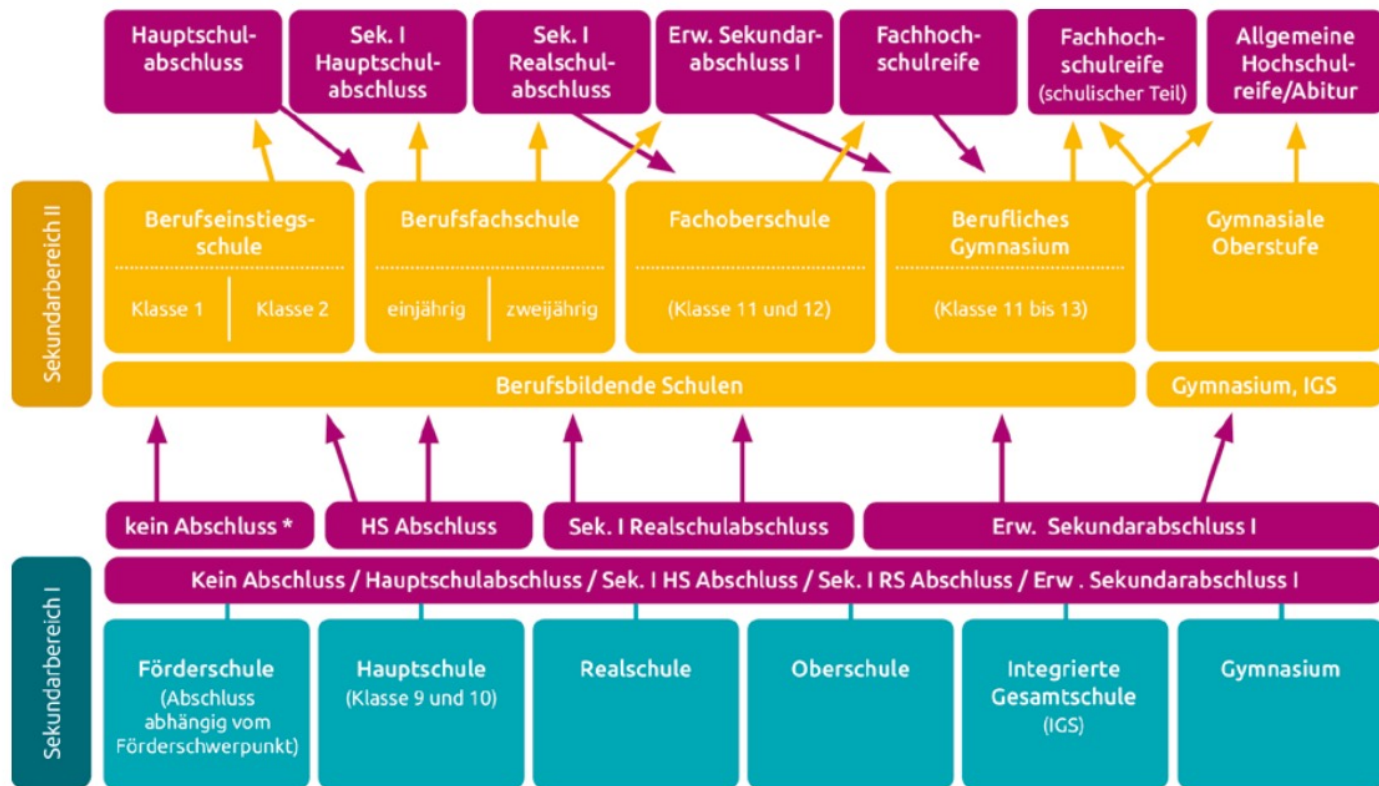 Hauptschul-
abschluss
Sek. I
Hauptschul-
abschluss
Sek. I
Realschul-
abschluss
Erw. Sekundar-
abschluss I
Fachhoch-
schulreife
Fachhoch-
schulreife
(schulischer Teil)
Allgemeine
Hochschul-
reife/Abitur
Sekundarbereich II
Berufseinstiegs-
schule
Klasse 1
Klasse 2
Berufsfachschule
einjährig
zweijährig
Fachoberschule
(Klasse 11 und 12)
Berufliches
Gymnasium
(Klasse 11 bis 13)
Gymnasiale
Oberstufe
Berufsbildende Schulen
Gymnasium, IGS
kein Abschluss *
HS Abschluss
Sek. I Realschulabschluss
Erw. Sekundarabschluss I
Sekundarbereich I
Kein Abschluss / Hauptschulabschluss / Sek. I HS Abschluss / Sek. I RS Abschluss / Erw . Sekundarabschluss I
Förderschule
(Abschluss
abhängig vom
Förderschwerpunkt)
Hauptschule
(Klasse 9 und 10)
Realschule
Oberschule
Integrierte
Gesamtschule
(IGS)
Gymnasium